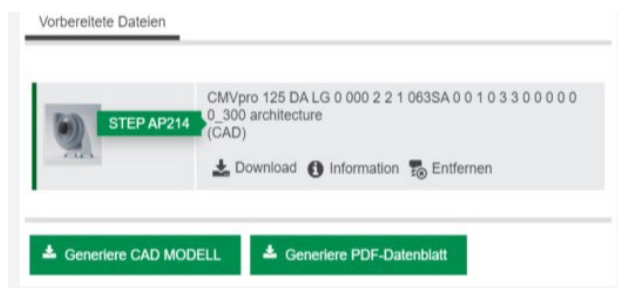 Vorbereitete Dateien
STEP AP214
CMVpro 125 DA LG 0 000 2 2 1 063SA 0 0 1 0 3 3 0 0 0 0 0
0_300 architecture
(CAD)
Download Information Entfernen
Generiere CAD MODELL Generiere PDF-Datenblatt